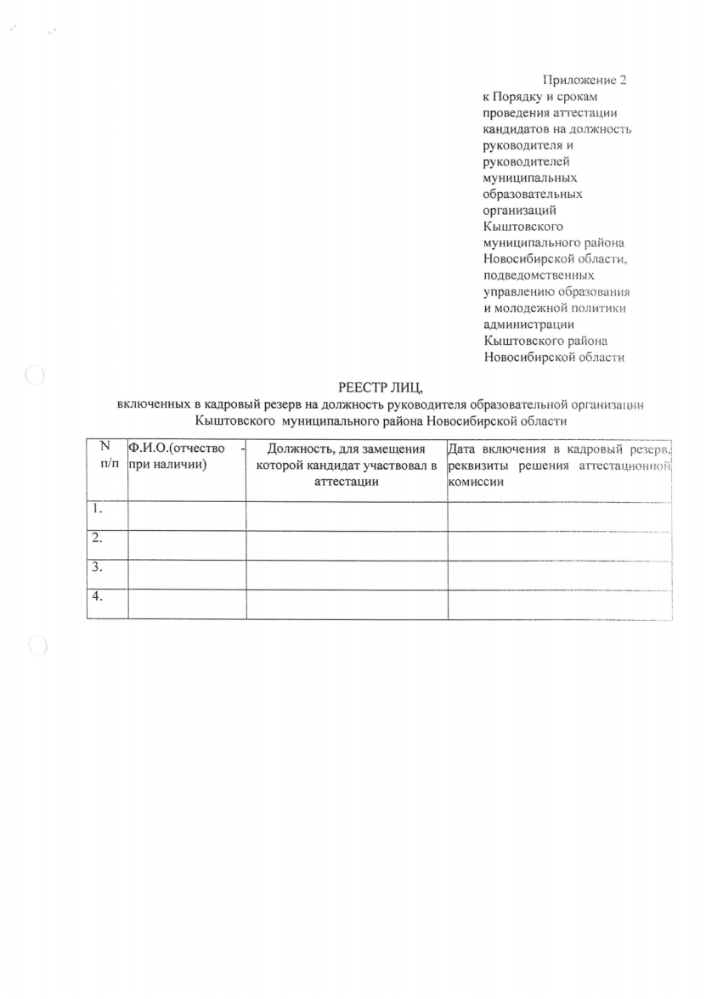 Приложение 2
к Порядку и срокам
проведения аттестации
кандидатов на должность
руководителя и
руководителей
муниципальных
образовательных
организаций
Кыштовского
муниципального района
Новосибирской области,
подведомственных
управлению образования
и молодежной политики
администрации
Кыштовского района
Новосибирской области
РЕЕСТР ЛИЦ,
включенных в кадровый резерв на должность руководителя образовательной организации
Кыштовского муниципального района Новосибирской области
N
п/п
Ф.И.О.(отчество -
при наличии)
Должность, для замещения
которой кандидат участвовал в
аттестации
Дата включения в кадровый резерв,
реквизиты решения аттестационной
комиссии
1.
2.
3.
4.